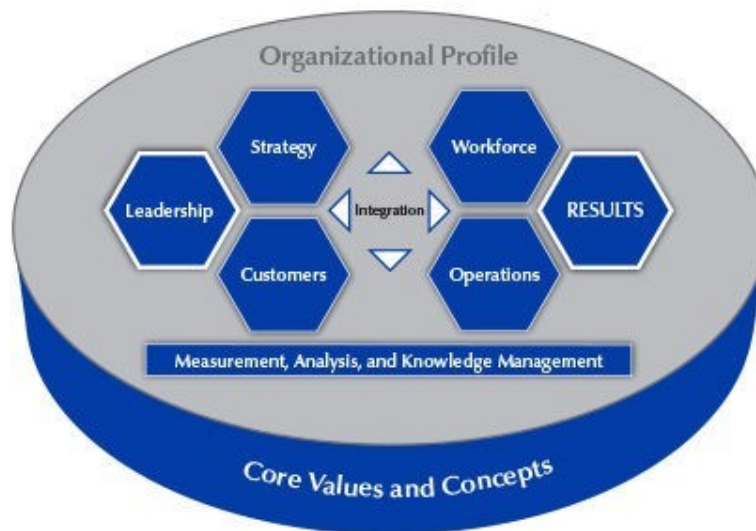 Organizational Profile
Strategy
Workforce
Leadership
Integration
RESULTS
Customers
Operations
Measurement, Analysis, and Knowledge Management
Core Values and Concepts